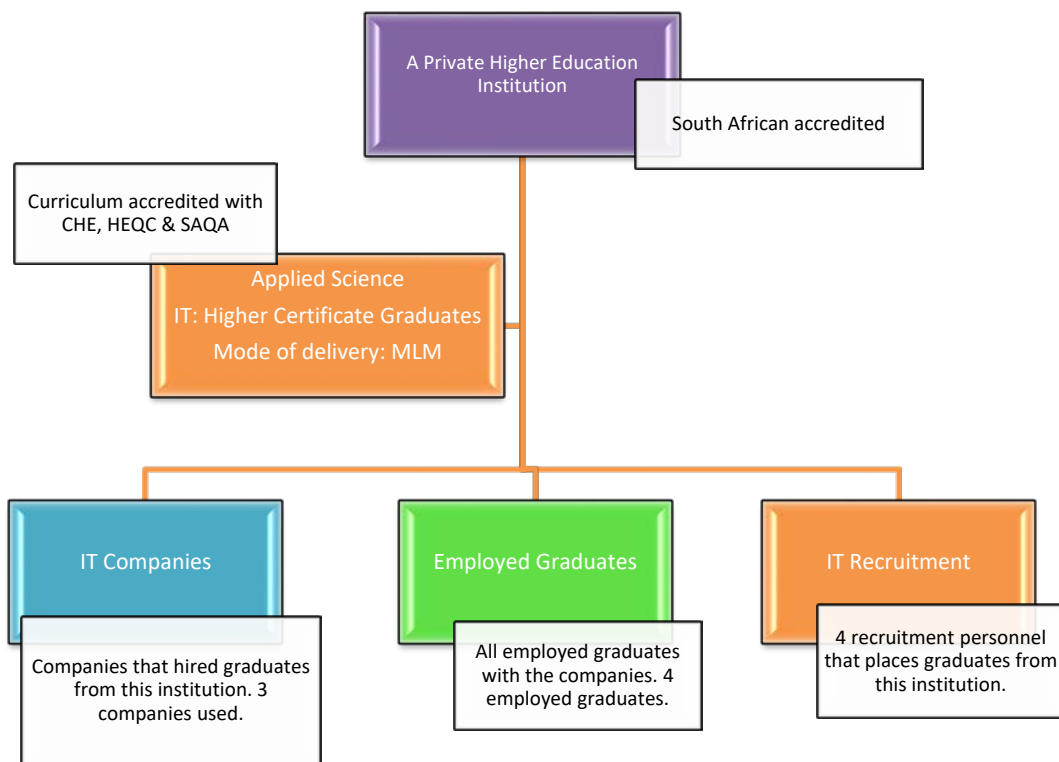 A Private Higher Education
Institution
South African accredited
Curriculum accredited with
CHE, HEQC & SAQA
Applied Science
IT: Higher Certificate Graduates
Mode of delivery: MLM
IT Companies
Companies that hired graduates
from this institution. 3
companies used.
Employed Graduates
All employed graduates
with the companies. 4
employed graduates.
IT Recruitment
4 recruitment personnel
that places graduates from
this institution.